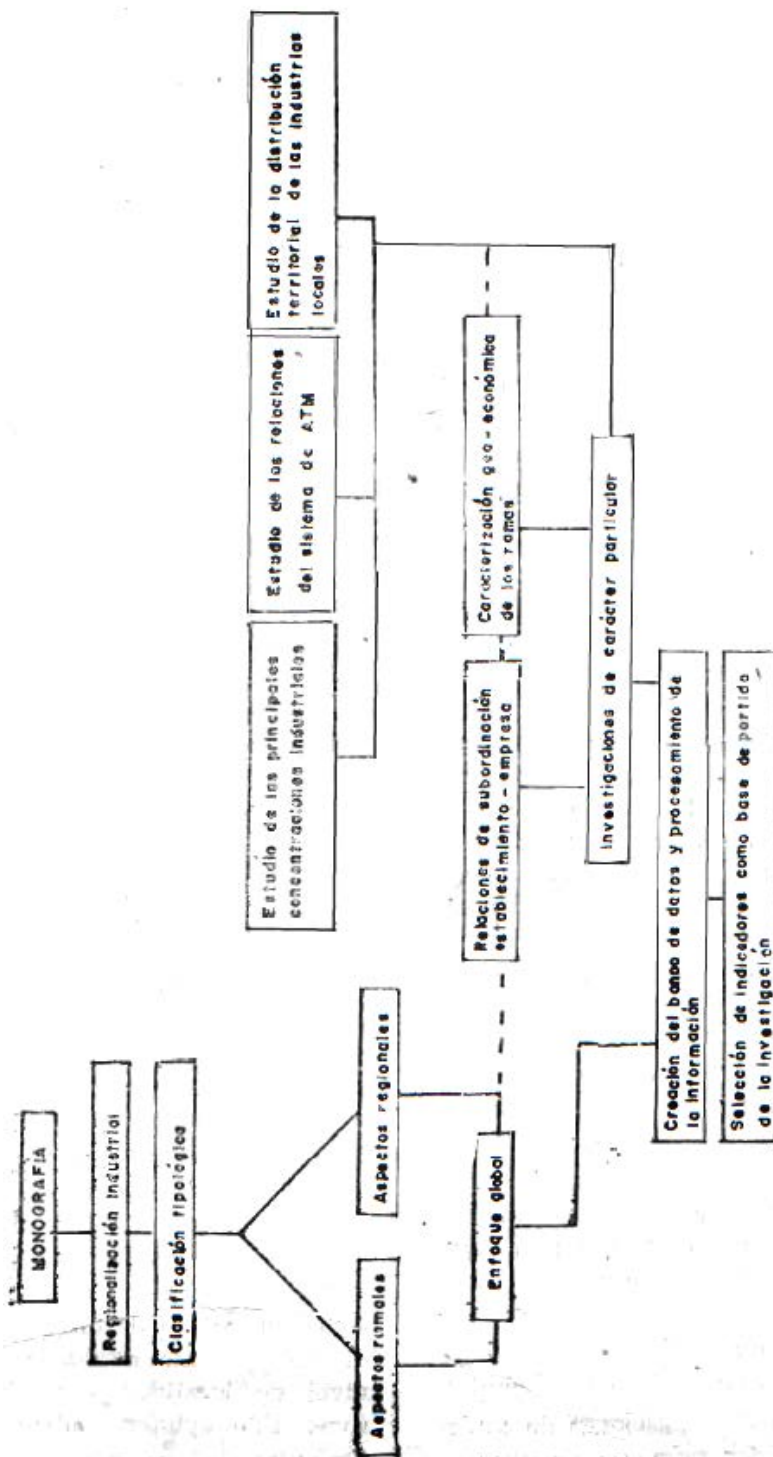 MONOGRAFIA
Regionalización industrial
Clasificación tipológica
Aspectos ramales
Aspectos regionales
Enfoque global
Estudio de las principales
concentraciones industriales
Estudio de las relaciones
del sistema de ATM
Estudio de la distribución
territorial de las industrias
locales
Relaciones de subordinación
establecimiento - empresa
Caracterización geo - económica
de las ramas
Investigaciones de carácter particular
Creación del banco de datos y procesamiento de
la información
Selección de indicadores como base de partida
de la investigación